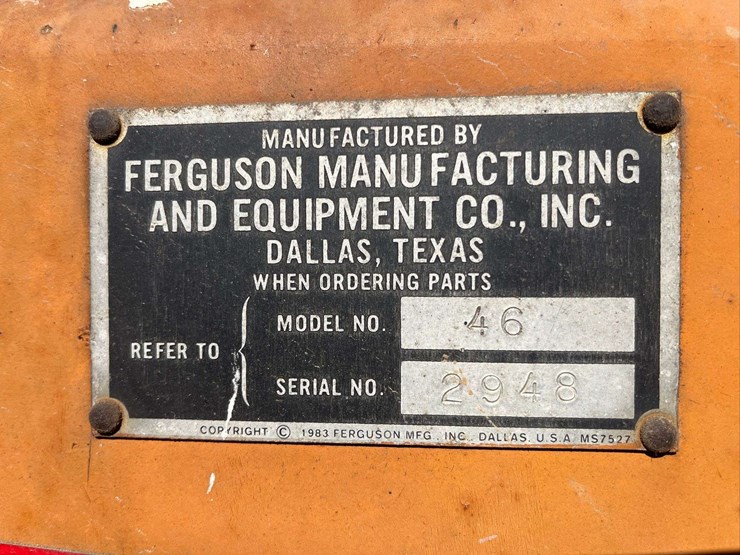 MANUFACTURED BY
FERGUSON MANUFACTURING
AND EQUIPMENT CO., INC.
DALLAS, TEXAS
WHEN ORDERING PARTS
REFER TO
MODEL NO. 46
SERIAL NO. 2948
COPYRIGHT © 1983 FERGUSON MFG., INC. DALLAS. U.S.A. MS7527